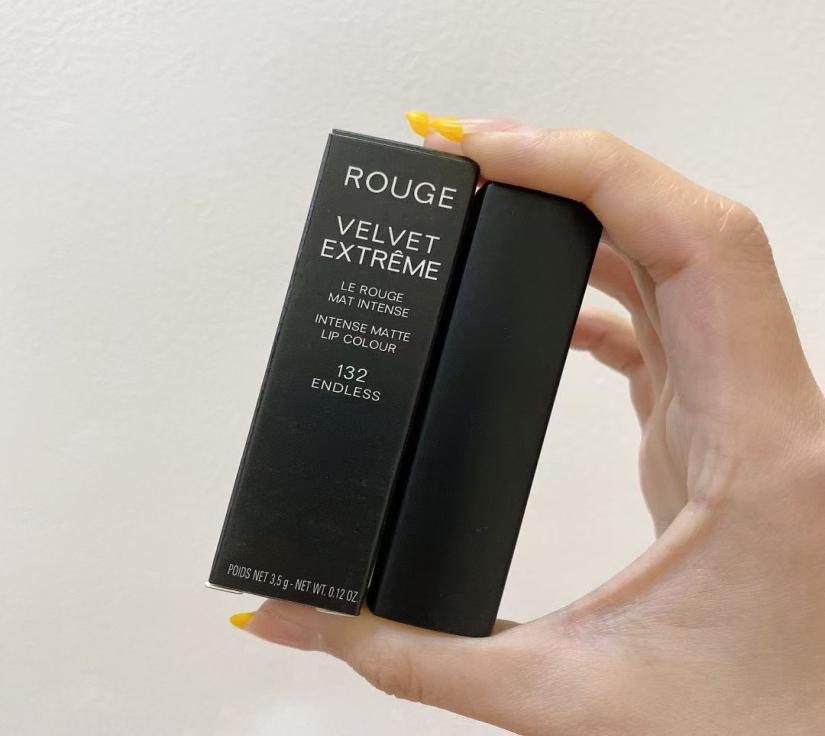 ROUGE
VELVET
EXTRÊME
LE ROUGE
MAT INTENSE
INTENSE MATTE
LIP COLOUR
132
ENDLESS
POIDS NET 3,5 g - NET WT. 0.12 OZ.